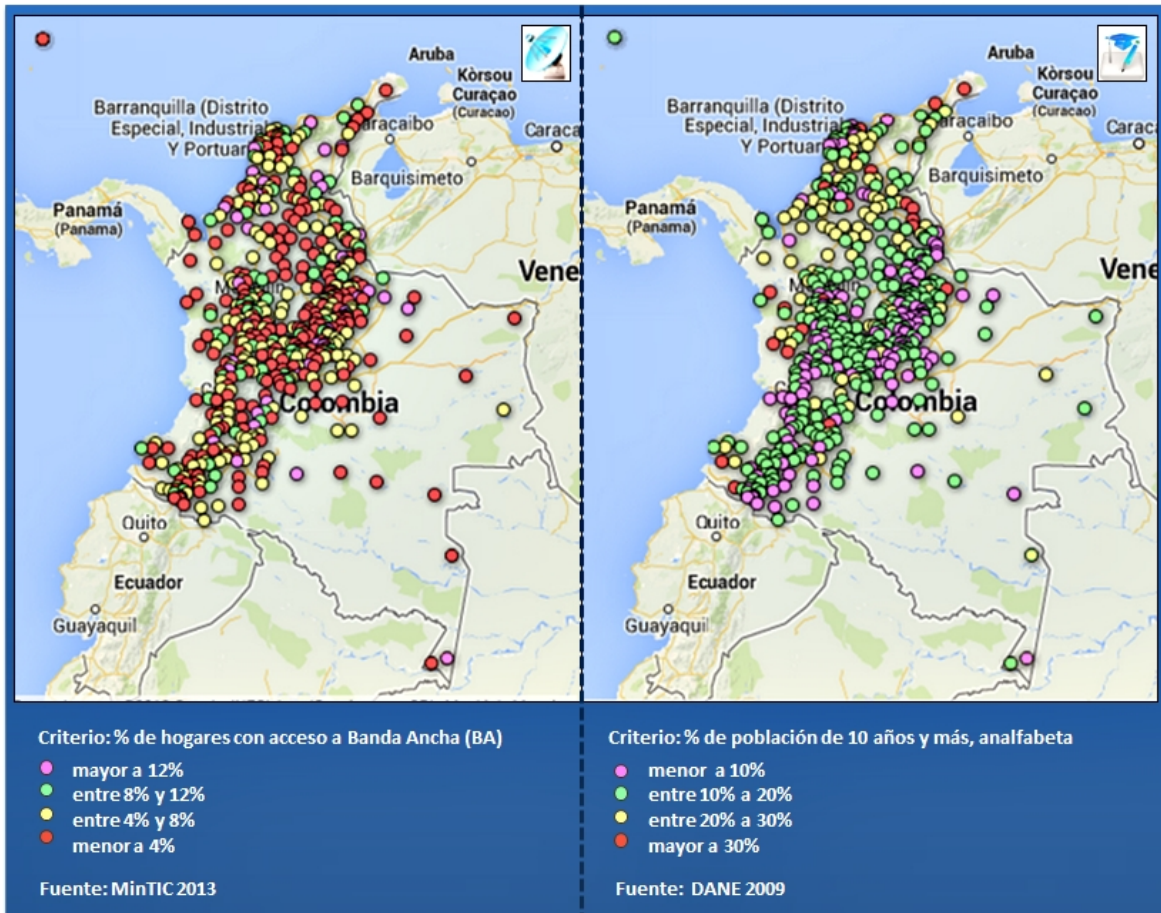 Aruba
Kòrsou
Curaçao
(Curacao)
Barranquilla (Distrito
Especial, Industrial
Y Portuar
aracaibo
Caraca
Barquisimeto
Panamá
(Panama)
Vene
Colombia
Quito
Ecuador
Guayaquil
Criterio: % de hogares con acceso a Banda Ancha (BA)
mayor a 12%
entre 8% y 12%
entre 4% y 8%
menor a 4%
Fuente: MinTIC 2013
Aruba
Kòrsou
Curaçao
(Curacao)
Barranquilla (Distrito
Especial, Industrial
Y Portuar
aracaibo
Caraca
Barquisimeto
Panamá
(Panama)
Vene
Colombia
Quito
Ecuador
Guayaquil
Criterio: % de población de 10 años y más, analfabeta
menor a 10%
entre 10% a 20%
entre 20% a 30%
mayor a 30%
Fuente: DANE 2009